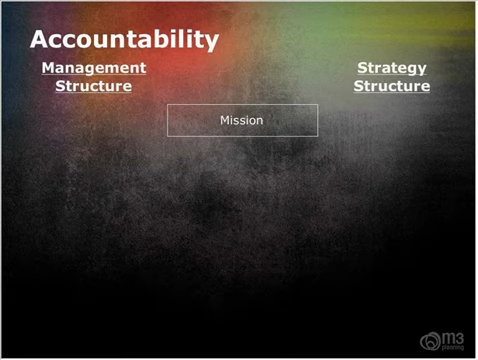 Accountability
Management
Structure
Strategy
Structure
Mission
m3
planning